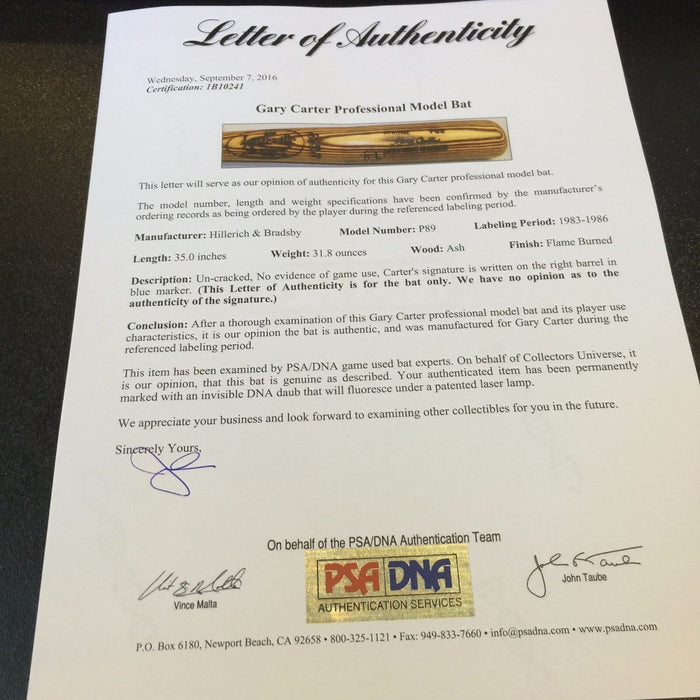 Letter of Authenticity
Wednesday, September 7, 2016
Certification: 1B10241
Gary Carter Professional Model Bat
This letter will serve as our opinion of authenticity for this Gary Carter professional model bat.
The model number, length and weight specifications have been confirmed by the manufacturer's
ordering records as being ordered by the player during the referenced labeling period.
Manufacturer: Hillerich & Bradsby Model Number: P89 Labeling Period: 1983-1986
Length: 35.0 inches Weight: 31.8 ounces Wood: Ash Finish: Flame Burned
Description: Un-cracked, No evidence of game use, Carter's signature is written on the right barrel in
blue marker. (This Letter of Authenticity is for the bat only. We have no opinion as to the
authenticity of the signature.)
Conclusion: After a thorough examination of this Gary Carter professional model bat and its player use
characteristics, it is our opinion the bat is authentic, and was manufactured for Gary Carter during the
referenced labeling period.
This item has been examined by PSA/DNA game used bat experts. On behalf of Collectors Universe, it
is our opinion, that this bat is genuine as described. Your authenticated item has been permanently
marked with an invisible DNA daub that will fluoresce under a patented laser lamp.
We appreciate your business and look forward to examining other collectibles for you in the future.
Sincerely Yours,
On behalf of the PSA/DNA Authentication Team
PSA DNA
AUTHENTICATION SERVICES
Vince Malta
John Taube
P.O. Box 6180, Newport Beach, CA 92658 • 800-325-1121 • Fax: 949-833-7660 • info@psadna.com • www.psadna.com